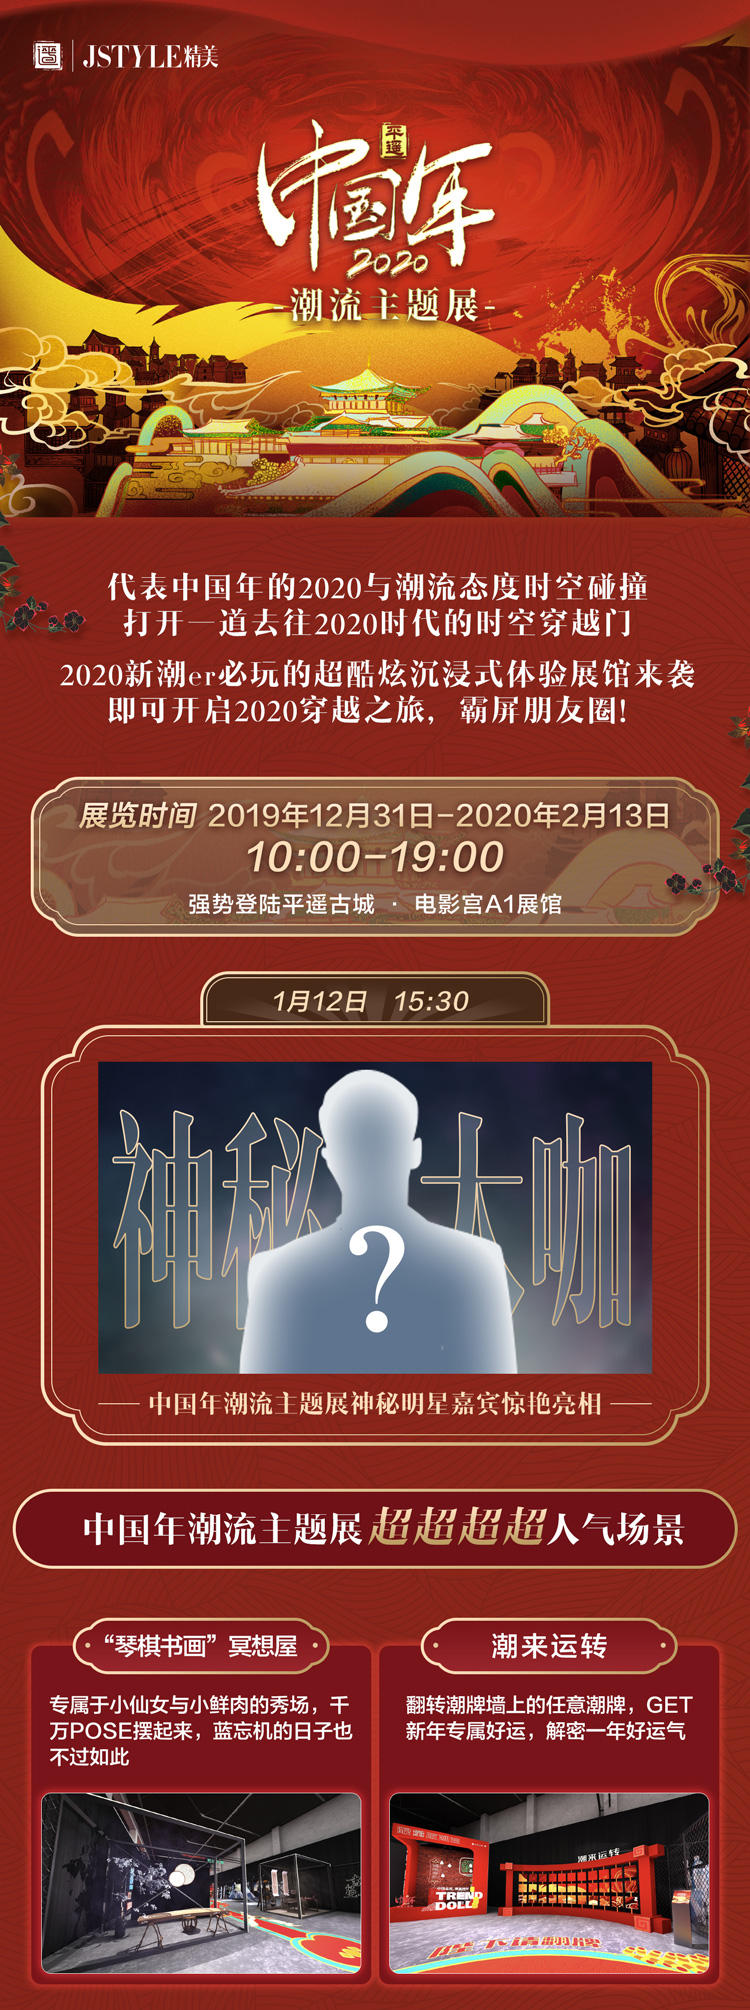 JSTYLE精美
平遥
中国年
2020
-潮流主题展-
代表中国年的2020与潮流态度时空碰撞
打开一道去往2020时代的时空穿越门
2020新潮er必玩的超酷炫沉浸式体验展馆来袭
即可开启2020穿越之旅，霸屏朋友圈!
展览时间 2019年12月31日-2020年2月13日
10:00-19:00
强势登陆平遥古城 · 电影宫A1展馆
1月12日 15:30
神秘大咖
?
中国年潮流主题展神秘明星嘉宾惊艳亮相
中国年潮流主题展超超超超人气场景
“琴棋书画”冥想屋
专属于小仙女与小鲜肉的秀场，千
万POSE摆起来，蓝忘机的日子也
不过如此
潮来运转
翻转潮牌墙上的任意潮牌，GET
新年专属好运，解密一年好运气
潮来运转
TREND
DOLL